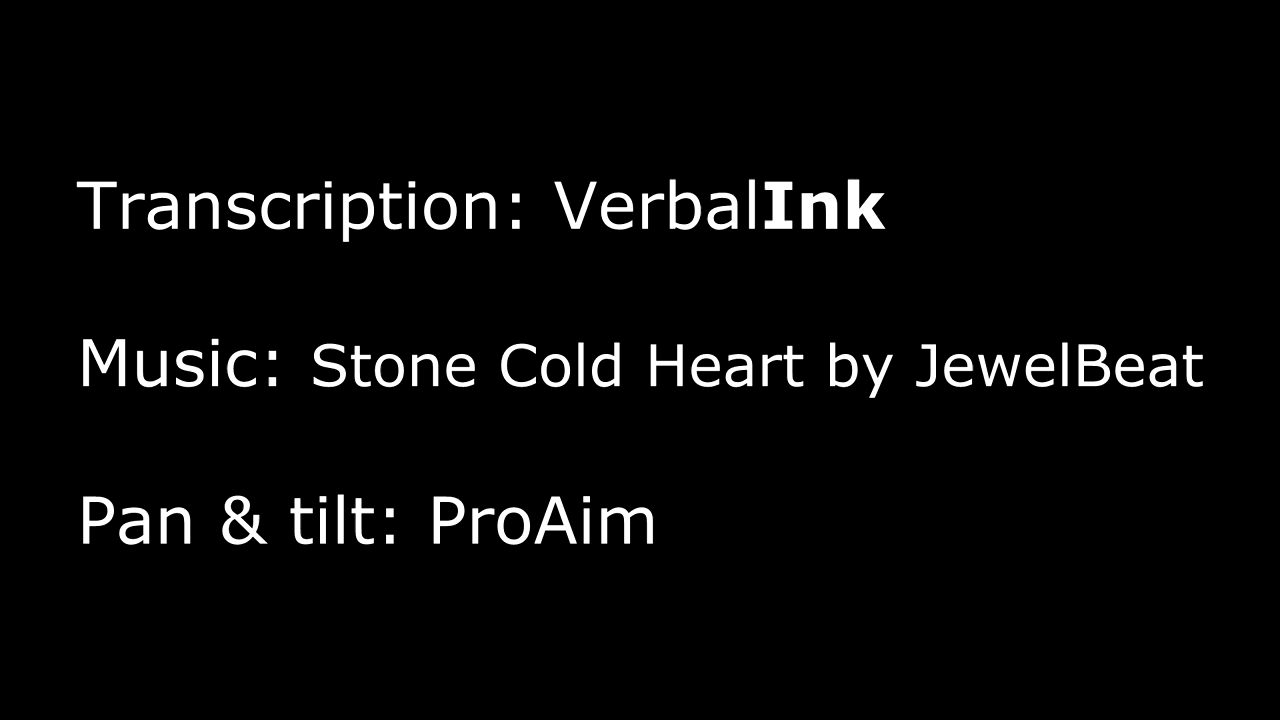 Transcription: VerbalInk
Music: Stone Cold Heart by JewelBeat
Pan & tilt: ProAim